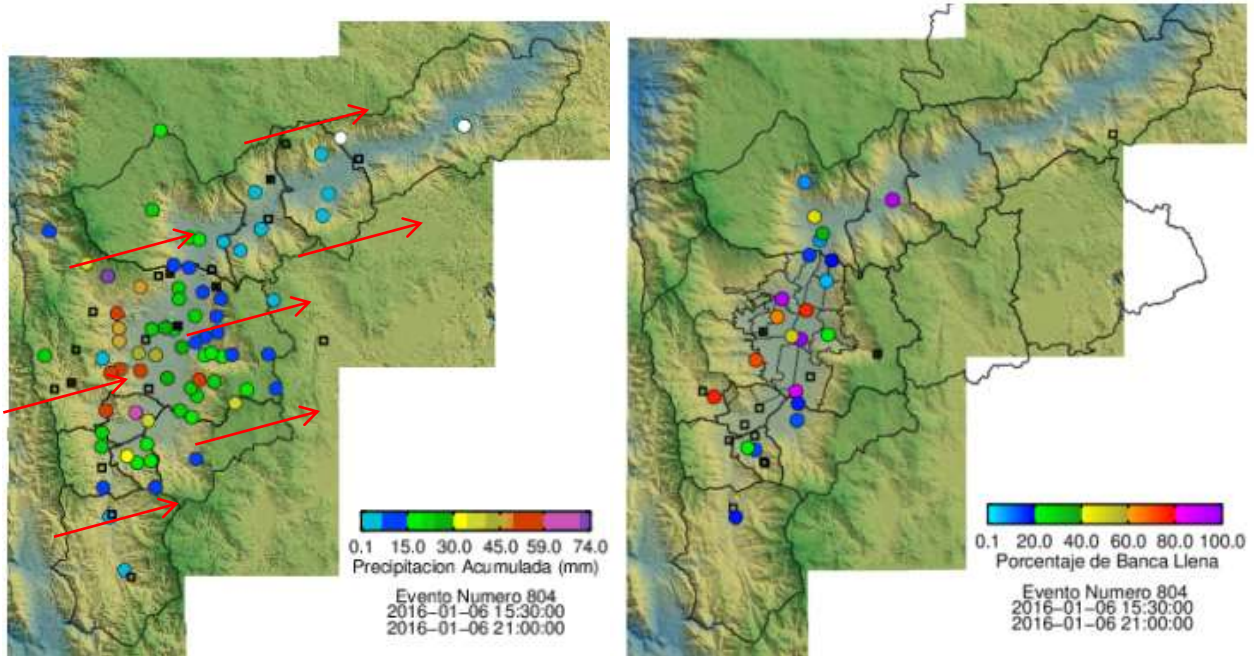 0.1 15.0 30.0 45.0 59.0 74.0
Precipitacion Acumulada (mm)
Evento Numero 804
2016-01-06 15:30:00
2016-01-06 21:00:00
0.1 20.0 40.0 60.0 80.0 100.0
Porcentaje de Banca Llena
Evento Numero 804
2016-01-06 15:30:00
2016-01-06 21:00:00